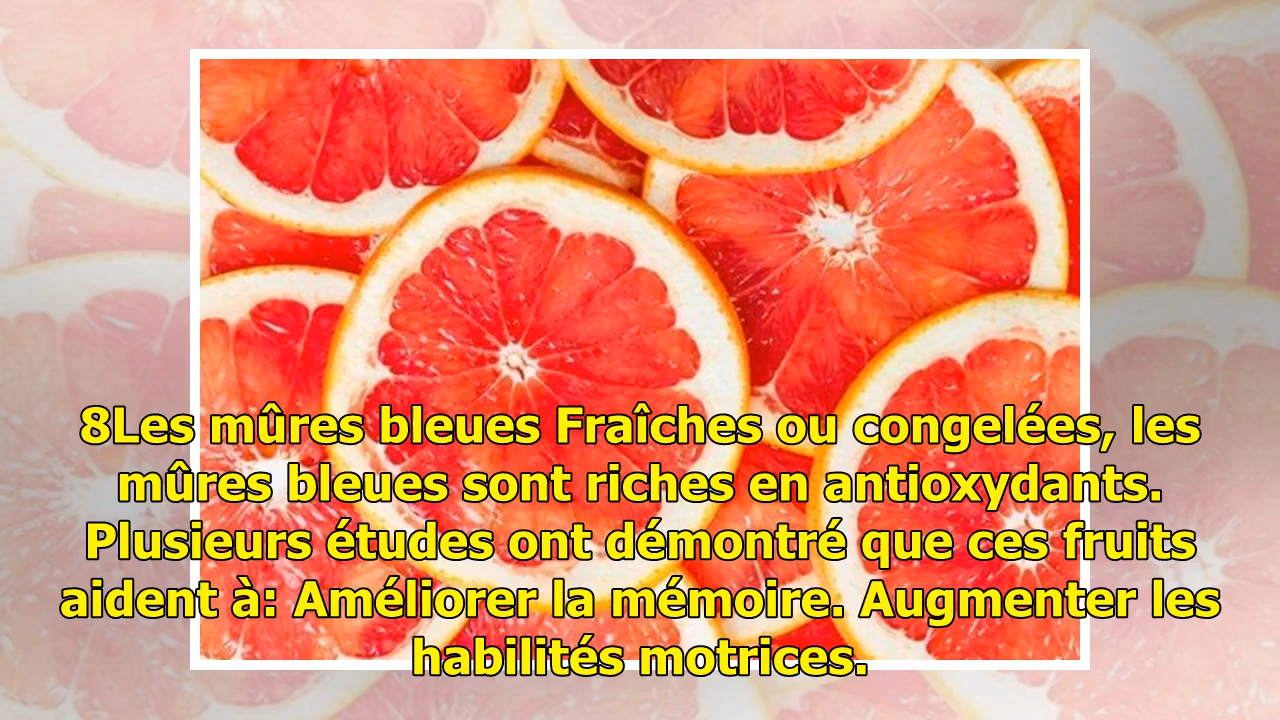 8Les mûres bleues Fraîches ou congelées, les
mûres bleues sont riches en antioxydants.
Plusieurs études ont démontré que ces fruits
aident à: Améliorer la mémoire. Augmenter les
habilités motrices.